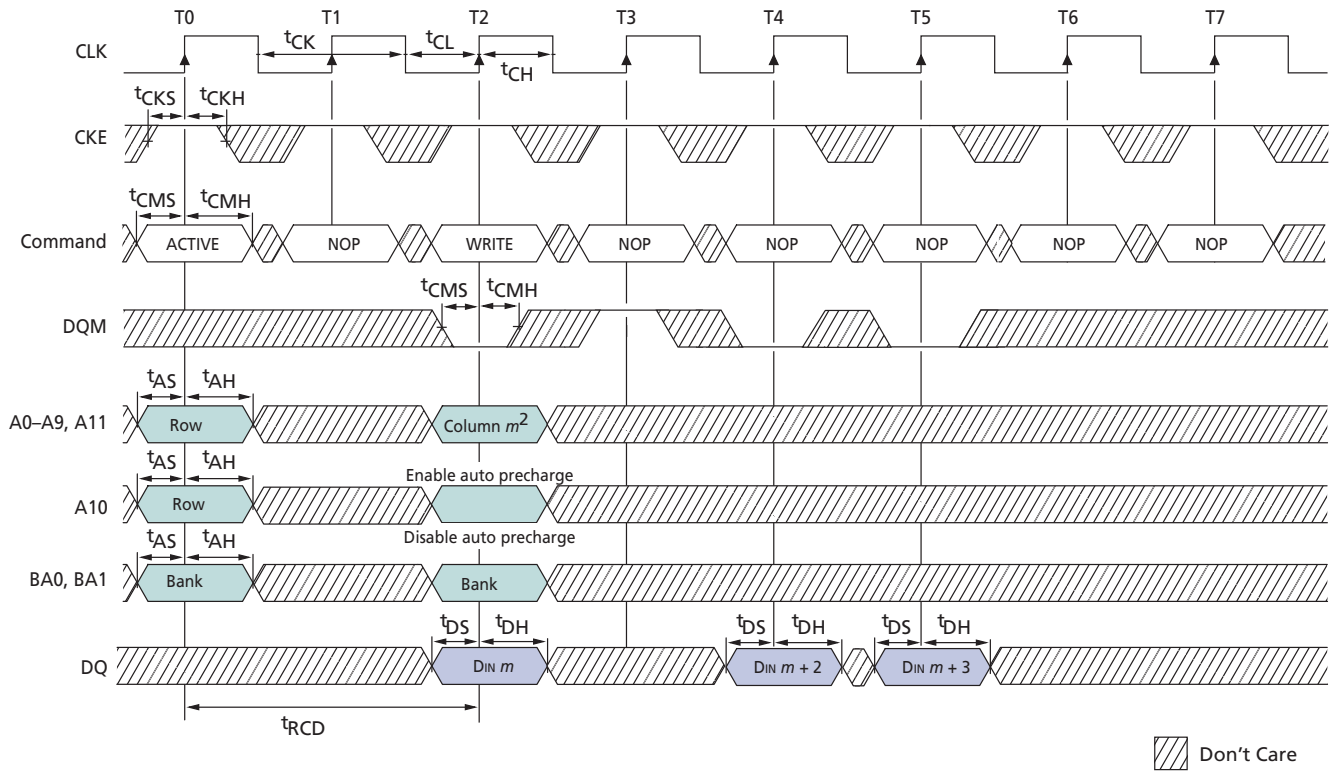 T0 T1 T2 T3 T4 T5 T6 T7
CLK
tCK tCL
tCH
tCKS tCKH
CKE
tCMS tCMH
Command ACTIVE NOP WRITE NOP NOP NOP NOP NOP
tCMS tCMH
DQM
tAS tAH
A0–A9, A11 Row Column m²
tAS tAH Enable auto precharge
A10 Row
tAS tAH Disable auto precharge
BA0, BA1 Bank Bank
tDS tDH tDS tDH tDS tDH
DQ DIN m DIN m + 2 DIN m + 3
tRCD
Don't Care